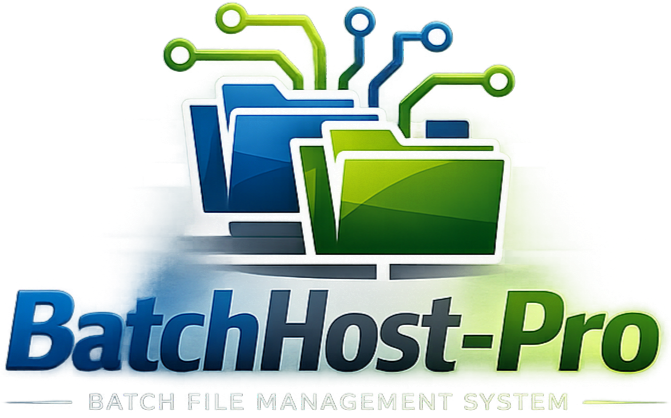 BatchHost-Pro
BATCH FILE MANAGEMENT SYSTEM